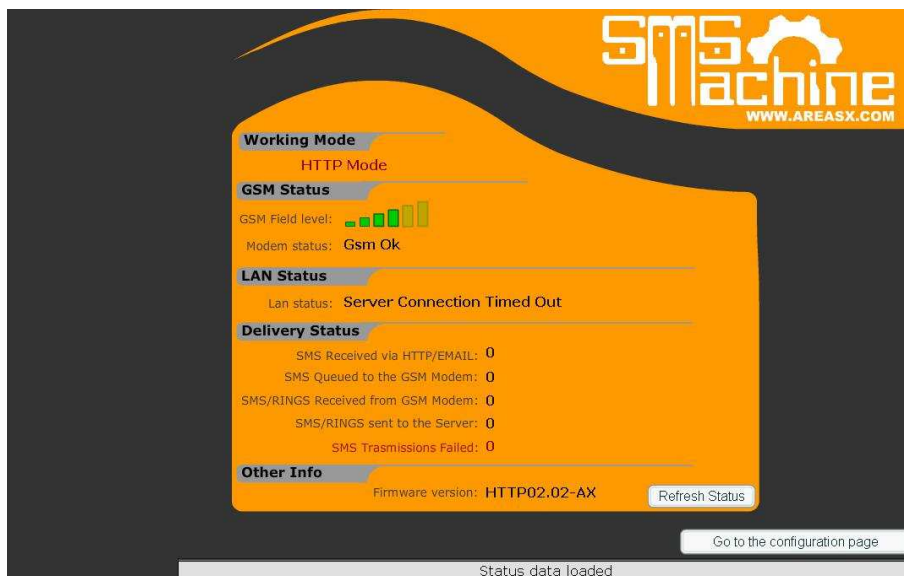 SMS
Machine
WWW.AREASX.COM
Working Mode
HTTP Mode
GSM Status
GSM Field level:
Modem status: Gsm Ok
LAN Status
Lan status: Server Connection Timed Out
Delivery Status
SMS Received via HTTP/EMAIL: 0
SMS Queued to the GSM Modem: 0
SMS/RINGS Received from GSM Modem: 0
SMS/RINGS sent to the Server: 0
SMS Trasmissions Failed: 0
Other Info
Firmware version: HTTP02.02-AX
Refresh Status
Go to the configuration page
Status data loaded